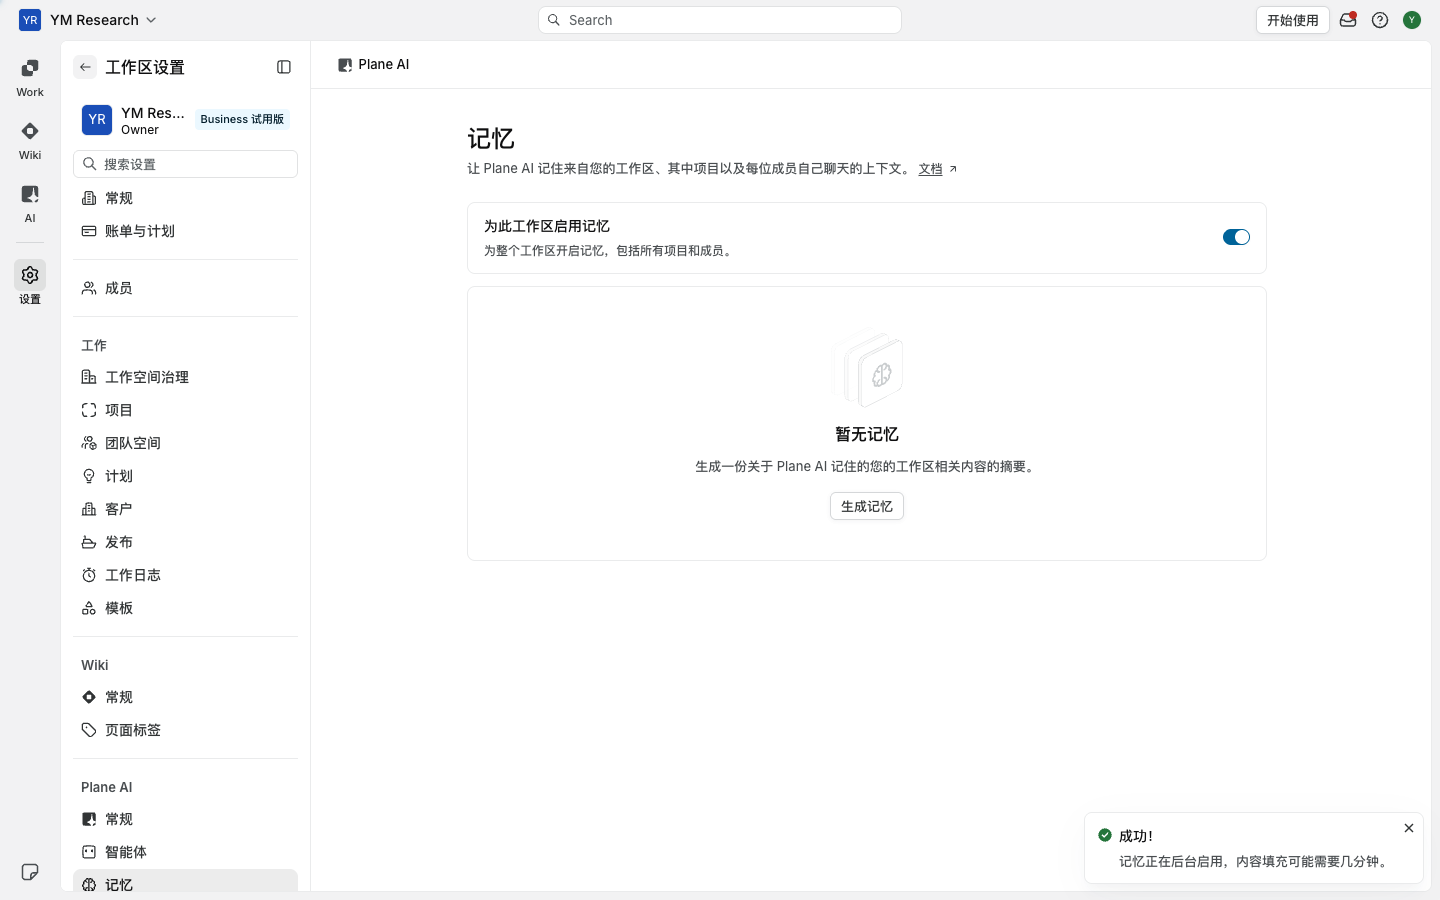 YR YM Research
Search
开始使用
Y
Work
Wiki
AI
设置
工作区设置
YR
YM Res...
Owner
Business 试用版
搜索设置
常规
账单与计划
成员
工作
工作空间治理
项目
团队空间
计划
客户
发布
工作日志
模板
Wiki
常规
页面标签
Plane AI
常规
智能体
记忆
Plane AI
记忆
让 Plane AI 记住来自您的工作区、其中项目以及每位成员自己聊天的上下文。 文档
为此工作区启用记忆
为整个工作区开启记忆，包括所有项目和成员。
暂无记忆
生成一份关于 Plane AI 记住的您的工作区相关内容的摘要。
生成记忆
成功！
记忆正在后台启用，内容填充可能需要几分钟。